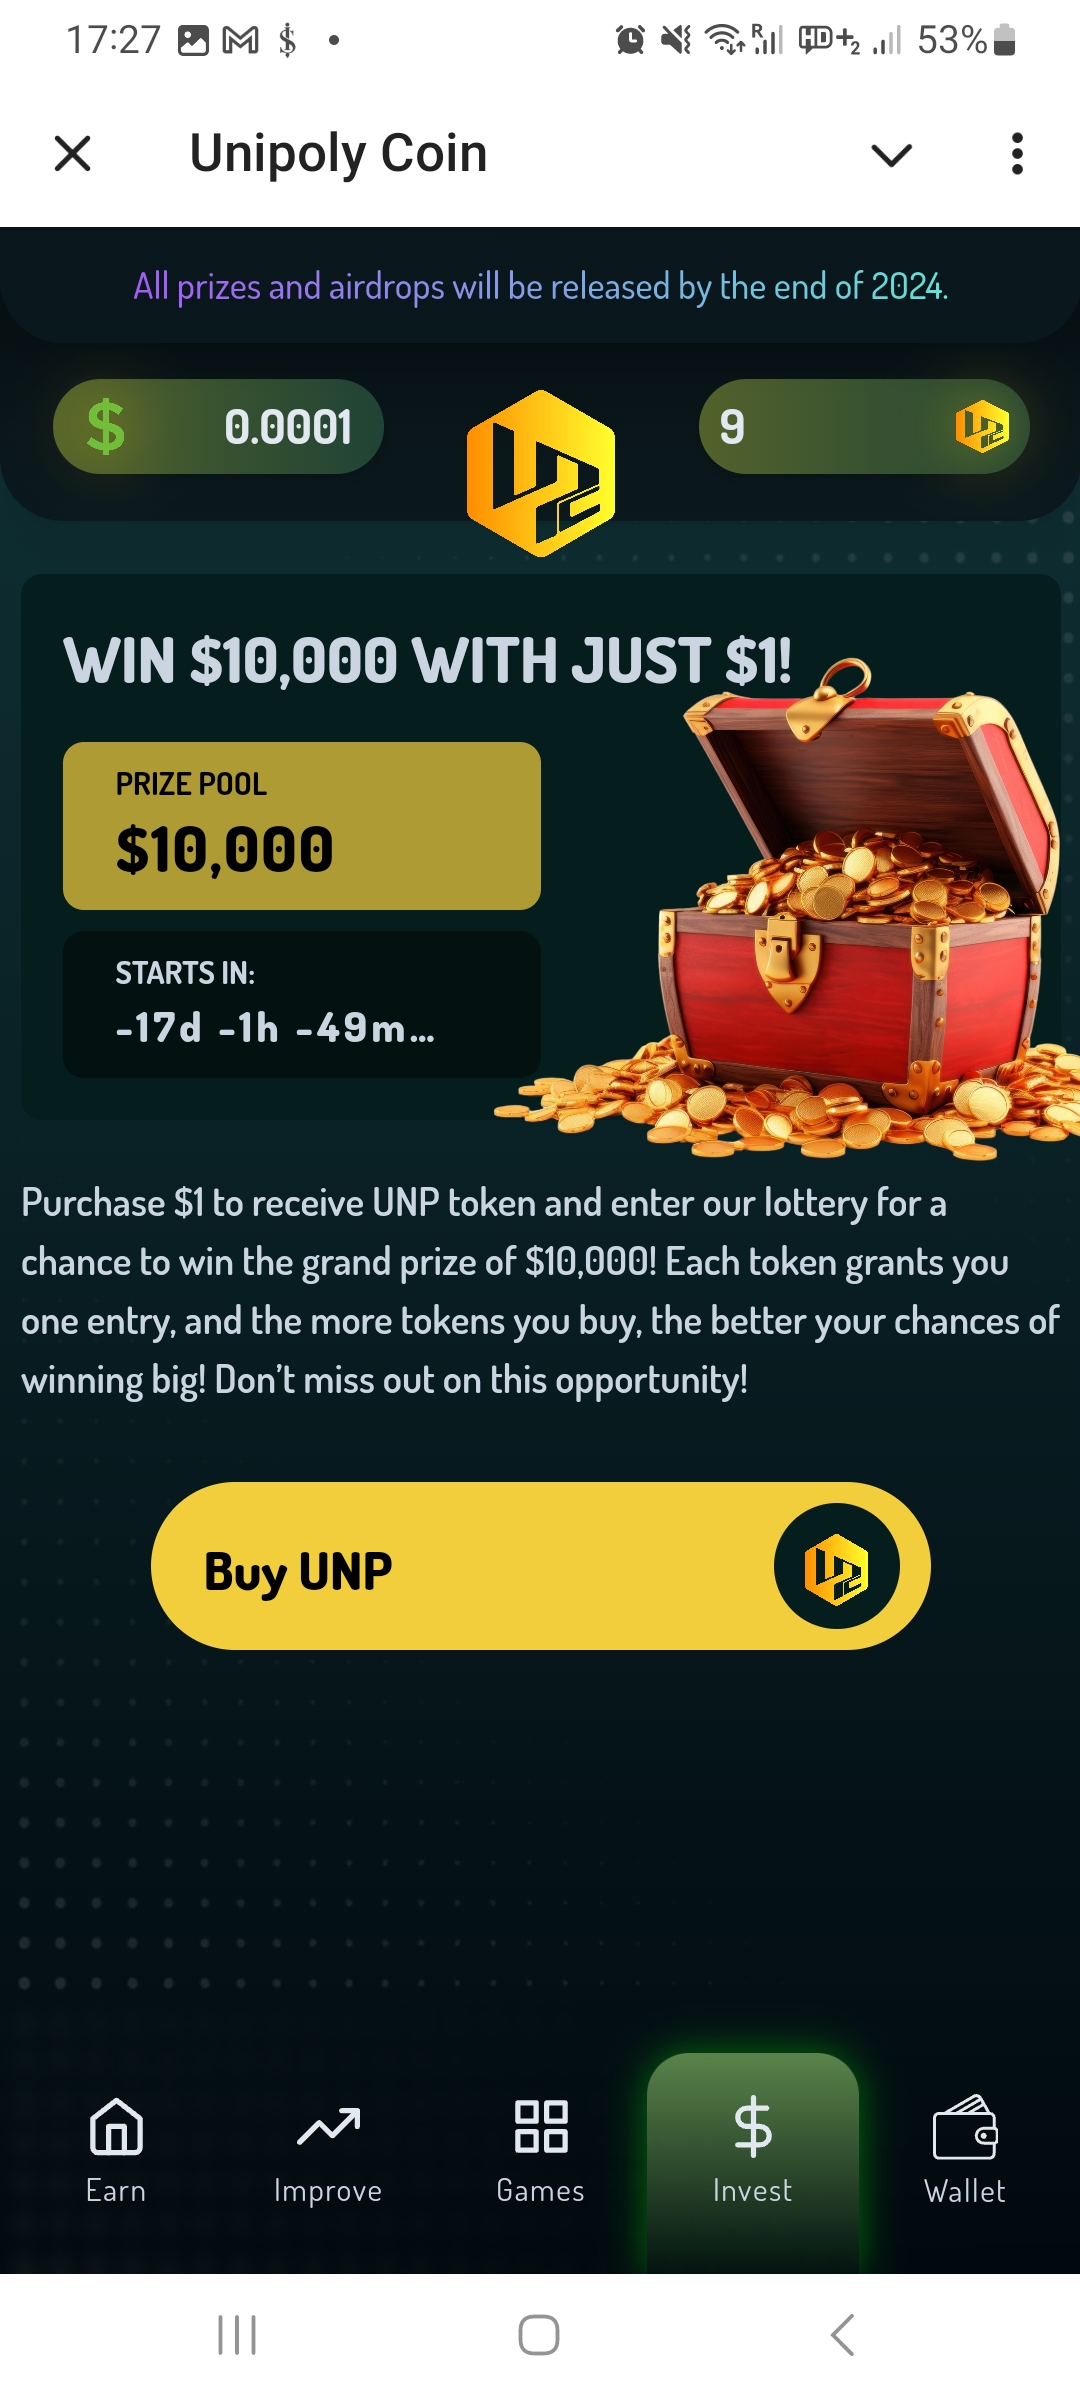 17:27
R
HD+2
53%
Unipoly Coin
All prizes and airdrops will be released by the end of 2024.
$ 0.0001
9
WIN $10,000 WITH JUST $1!
PRIZE POOL
$10,000
STARTS IN:
-17d -1h -49m...
Purchase $1 to receive UNP token and enter our lottery for a
chance to win the grand prize of $10,000! Each token grants you
one entry, and the more tokens you buy, the better your chances of
winning big! Don't miss out on this opportunity!
Buy UNP
Earn
Improve
Games
Invest
Wallet